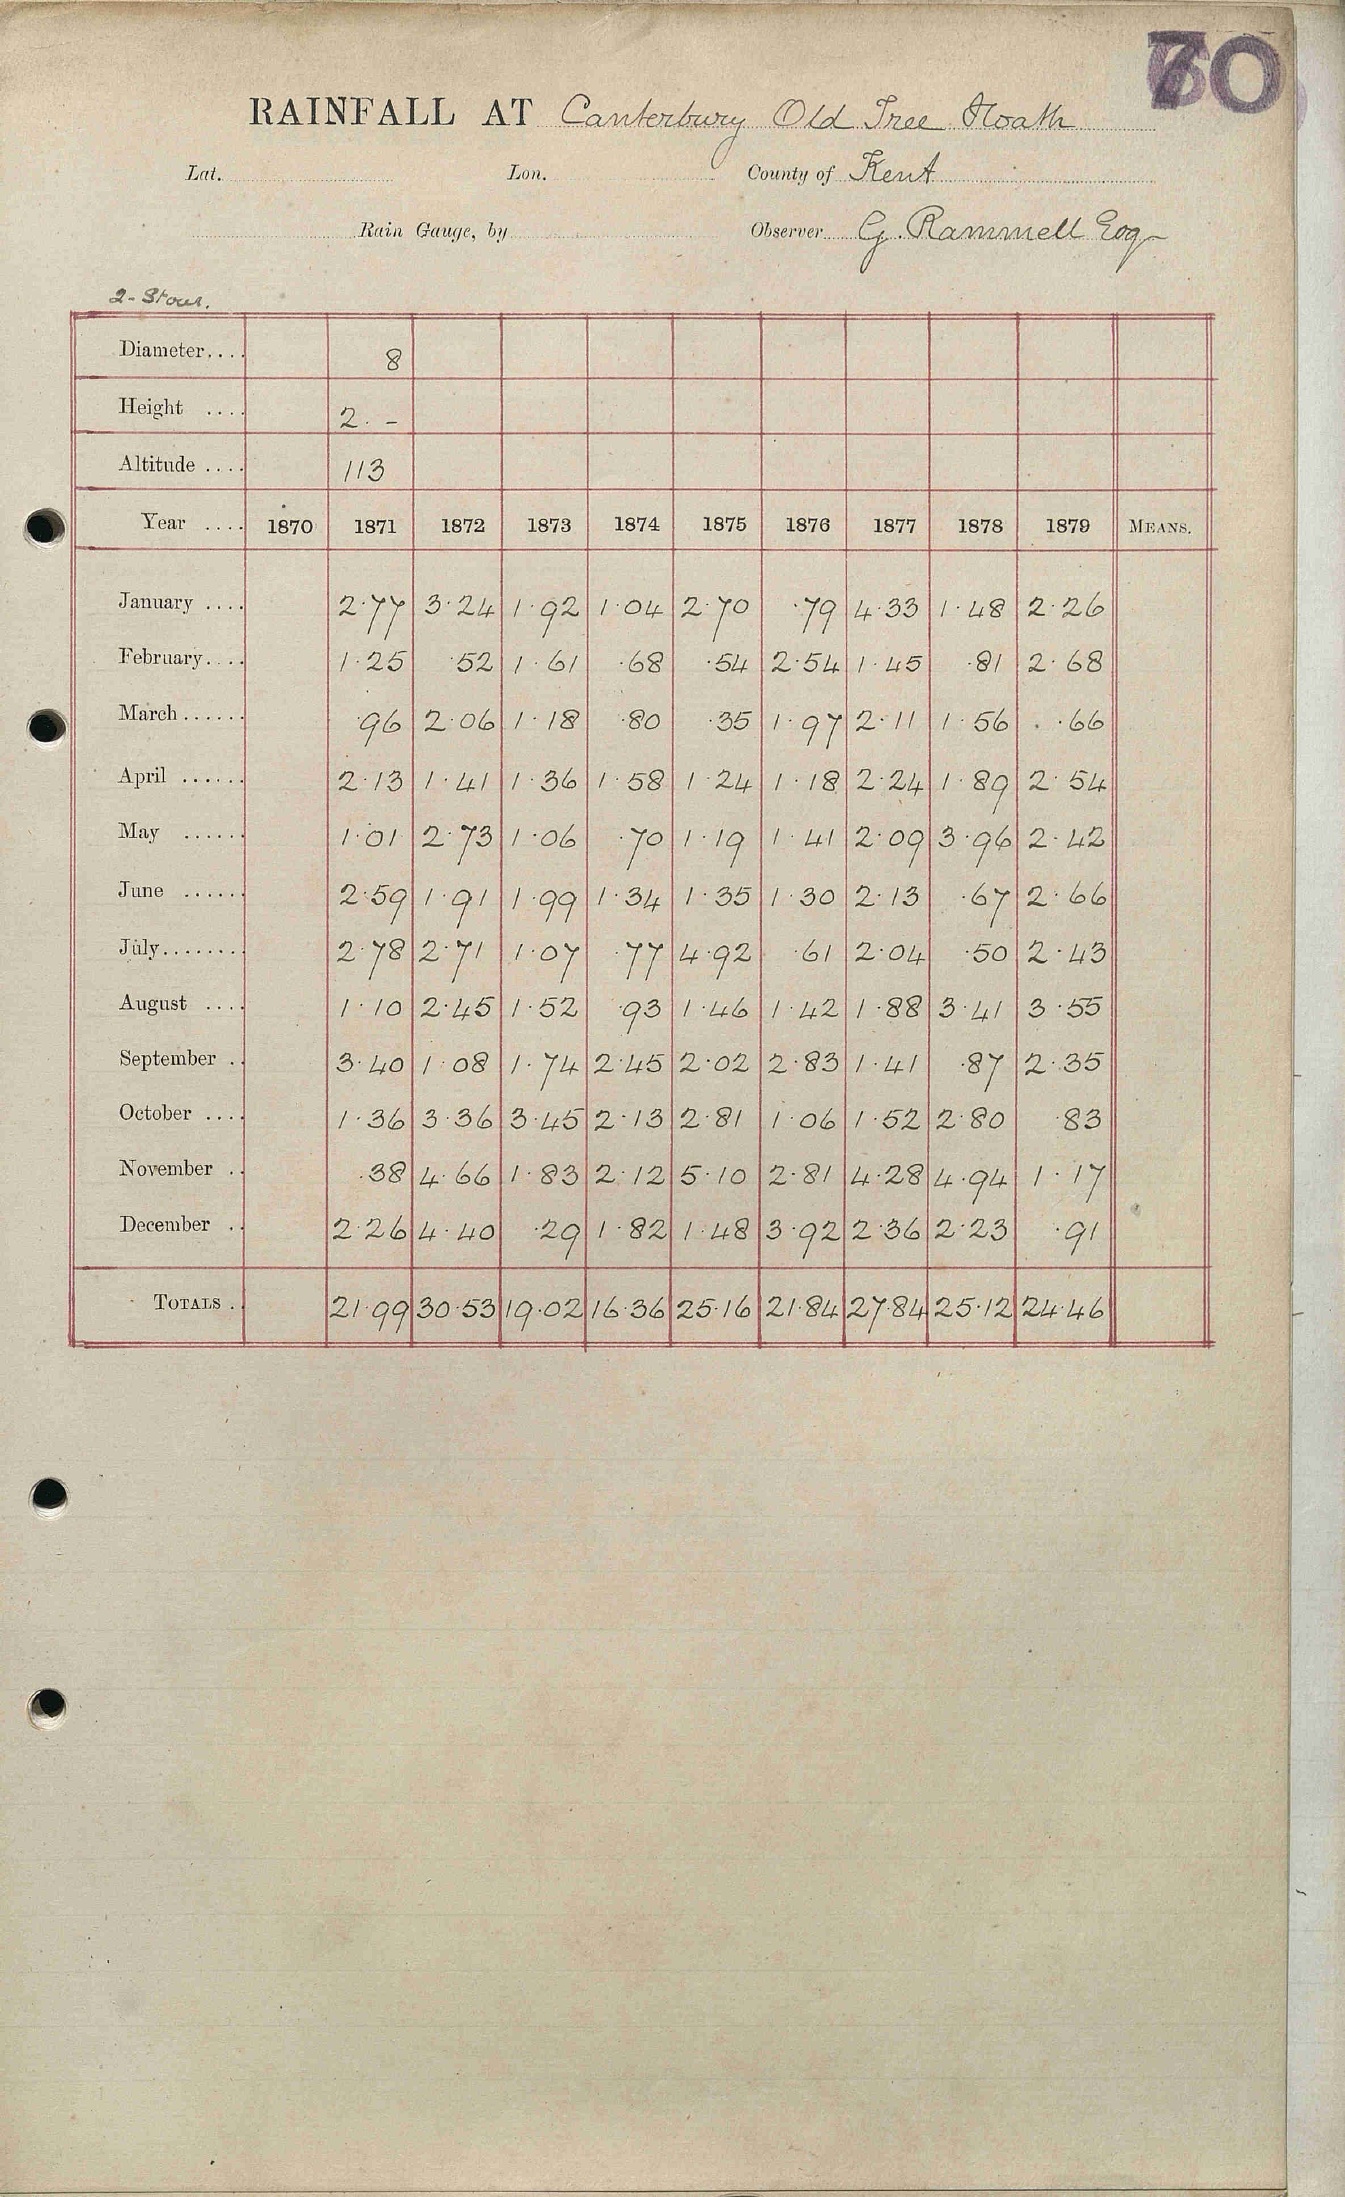 70
RAINFALL AT Canterbury Old Tree Hoath
Lat. Lon. County of Kent
Rain Gauge, by Observer G. Rammell Esq
2- Stour.
Diameter.... 8
Height .... 2. -
Altitude .... 113
Year .... 1870 1871 1872 1873 1874 1875 1876 1877 1878 1879 MEANS.
January .... 2·77 3·24 1·92 1·04 2·70 ·79 4·33 1·48 2·26
February.... 1·25 ·52 1·61 ·68 ·54 2·54 1·45 ·81 2·68
March...... ·96 2·06 1·18 ·80 ·35 1·97 2·11 1·56 ·66
April ...... 2·13 1·41 1·36 1·58 1·24 1·18 2·24 1·89 2·54
May ...... 1·01 2·73 1·06 ·70 1·19 1·41 2·09 3·96 2·42
June ...... 2·59 1·91 1·99 1·34 1·35 1·30 2·13 ·67 2·66
July........ 2·78 2·71 1·07 ·77 4·92 ·61 2·04 ·50 2·43
August .... 1·10 2·45 1·52 ·93 1·46 1·42 1·88 3·41 3·55
September .. 3·40 1·08 1·74 2·45 2·02 2·83 1·41 ·87 2·35
October .... 1·36 3·36 3·45 2·13 2·81 1·06 1·52 2·80 ·83
November .. ·38 4·66 1·83 2·12 5·10 2·81 4·28 4·94 1·17
December .. 2·26 4·40 ·29 1·82 1·48 3·92 2·36 2·23 ·91
TOTALS .. 21·99 30·53 19·02 16·36 25·16 21·84 27·84 25·12 24·46